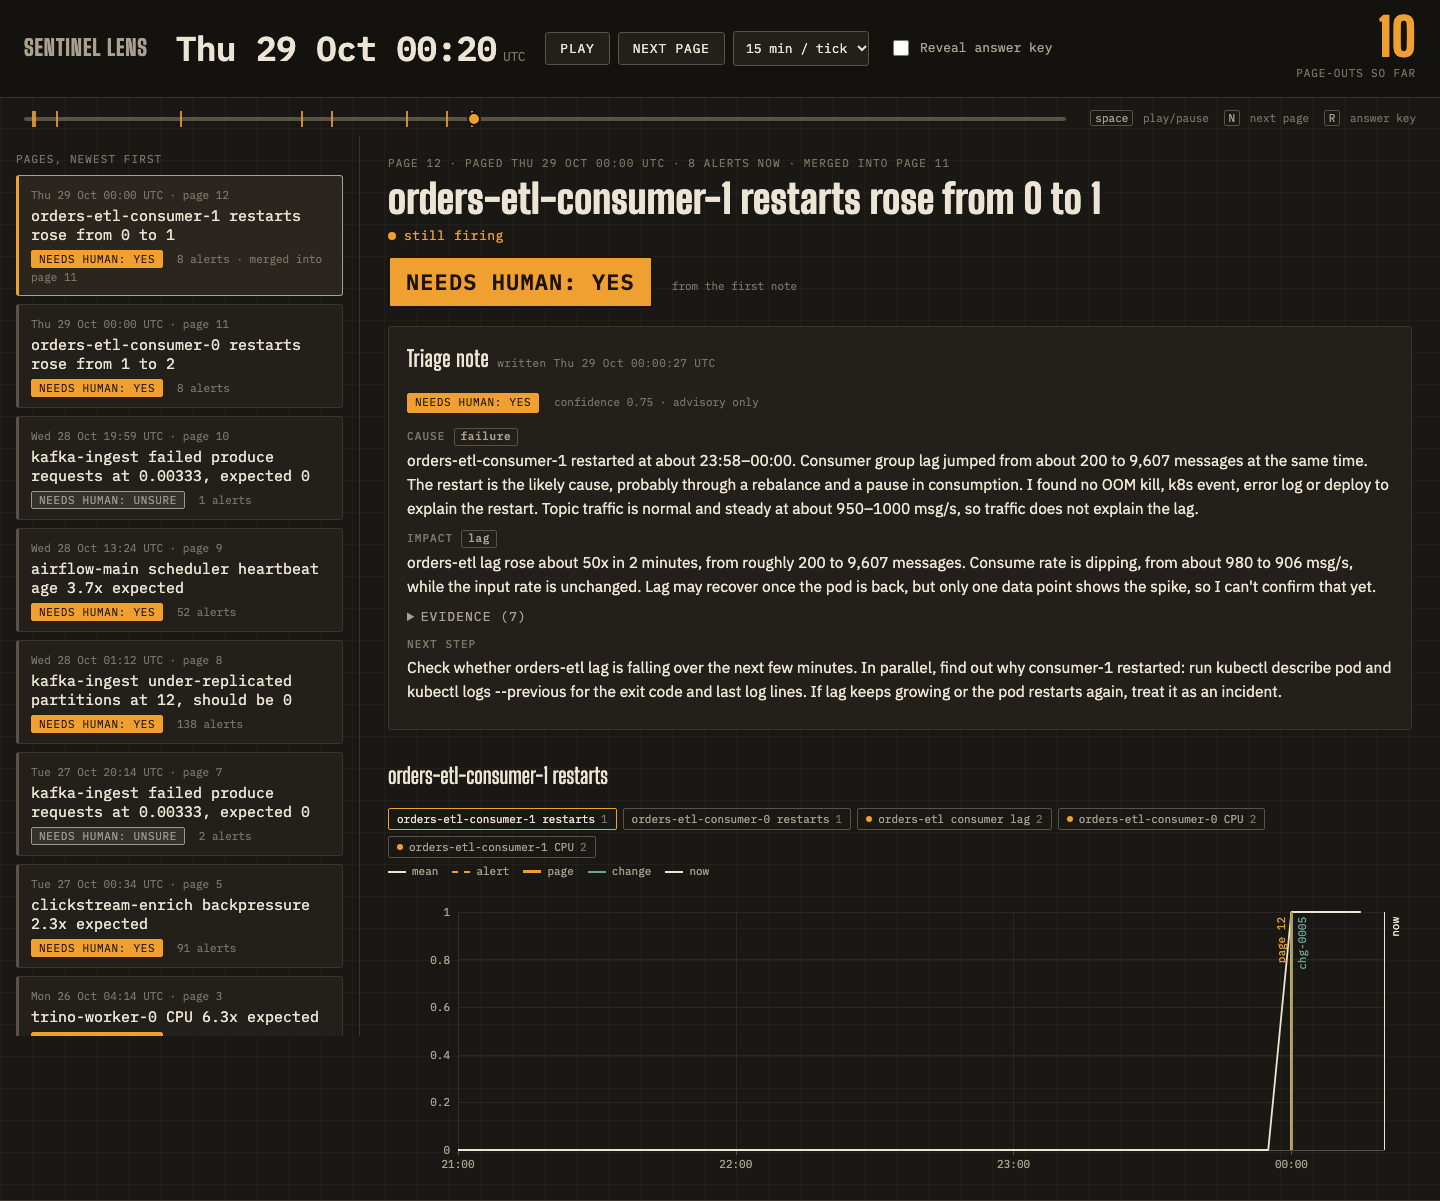 SENTINEL LENS
Thu 29 Oct 00:20 UTC
PLAY
NEXT PAGE
15 min / tick
Reveal answer key
10
PAGE-OUTS SO FAR
space play/pause N next page R answer key
PAGES, NEWEST FIRST
Thu 29 Oct 00:00 UTC · page 12
orders-etl-consumer-1 restarts
rose from 0 to 1
NEEDS HUMAN: YES 8 alerts · merged into
page 11
Thu 29 Oct 00:00 UTC · page 11
orders-etl-consumer-0 restarts
rose from 1 to 2
NEEDS HUMAN: YES 8 alerts
Wed 28 Oct 19:59 UTC · page 10
kafka-ingest failed produce
requests at 0.00333, expected 0
NEEDS HUMAN: UNSURE 1 alerts
Wed 28 Oct 13:24 UTC · page 9
airflow-main scheduler heartbeat
age 3.7x expected
NEEDS HUMAN: YES 52 alerts
Wed 28 Oct 01:12 UTC · page 8
kafka-ingest under-replicated
partitions at 12, should be 0
NEEDS HUMAN: YES 138 alerts
Tue 27 Oct 20:14 UTC · page 7
kafka-ingest failed produce
requests at 0.00333, expected 0
NEEDS HUMAN: UNSURE 2 alerts
Tue 27 Oct 00:34 UTC · page 5
clickstream-enrich backpressure
2.3x expected
NEEDS HUMAN: YES 91 alerts
Mon 26 Oct 04:14 UTC · page 3
trino-worker-0 CPU 6.3x expected
PAGE 12 · PAGED THU 29 OCT 00:00 UTC · 8 ALERTS NOW · MERGED INTO PAGE 11
orders-etl-consumer-1 restarts rose from 0 to 1
still firing
NEEDS HUMAN: YES from the first note
Triage note written Thu 29 Oct 00:00:27 UTC
NEEDS HUMAN: YES confidence 0.75 · advisory only
CAUSE failure
orders-etl-consumer-1 restarted at about 23:58–00:00. Consumer group lag jumped from about 200 to 9,607 messages at the same time.
The restart is the likely cause, probably through a rebalance and a pause in consumption. I found no OOM kill, k8s event, error log or deploy to
explain the restart. Topic traffic is normal and steady at about 950–1000 msg/s, so traffic does not explain the lag.
IMPACT lag
orders-etl lag rose about 50x in 2 minutes, from roughly 200 to 9,607 messages. Consume rate is dipping, from about 980 to 906 msg/s,
while the input rate is unchanged. Lag may recover once the pod is back, but only one data point shows the spike, so I can't confirm that yet.
▶ EVIDENCE (7)
NEXT STEP
Check whether orders-etl lag is falling over the next few minutes. In parallel, find out why consumer-1 restarted: run kubectl describe pod and
kubectl logs --previous for the exit code and last log lines. If lag keeps growing or the pod restarts again, treat it as an incident.
orders-etl-consumer-1 restarts
orders-etl-consumer-1 restarts 1
orders-etl-consumer-0 restarts 1
orders-etl consumer lag 2
orders-etl-consumer-0 CPU 2
orders-etl-consumer-1 CPU 2
mean alert page change now
1
0.8
0.6
0.4
0.2
0
page 12
chg-0005
now
21:00
22:00
23:00
00:00